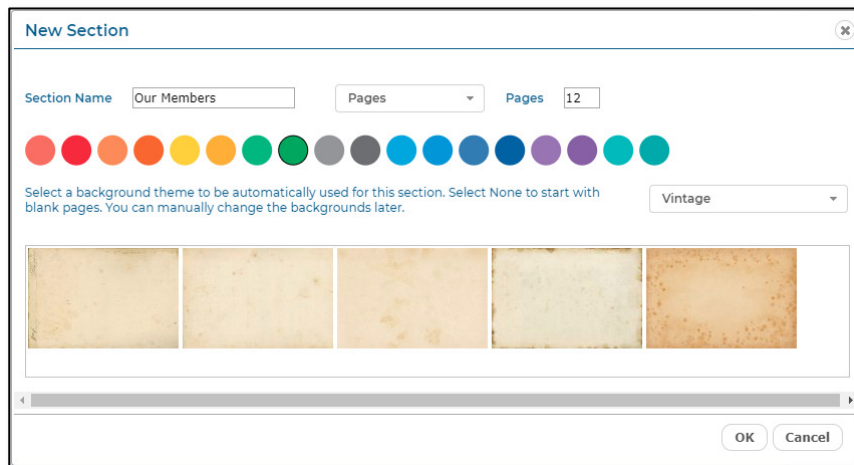 New Section
Section Name Our Members Pages Pages 12
Select a background theme to be automatically used for this section. Select None to start with
blank pages. You can manually change the backgrounds later.
Vintage
OK Cancel